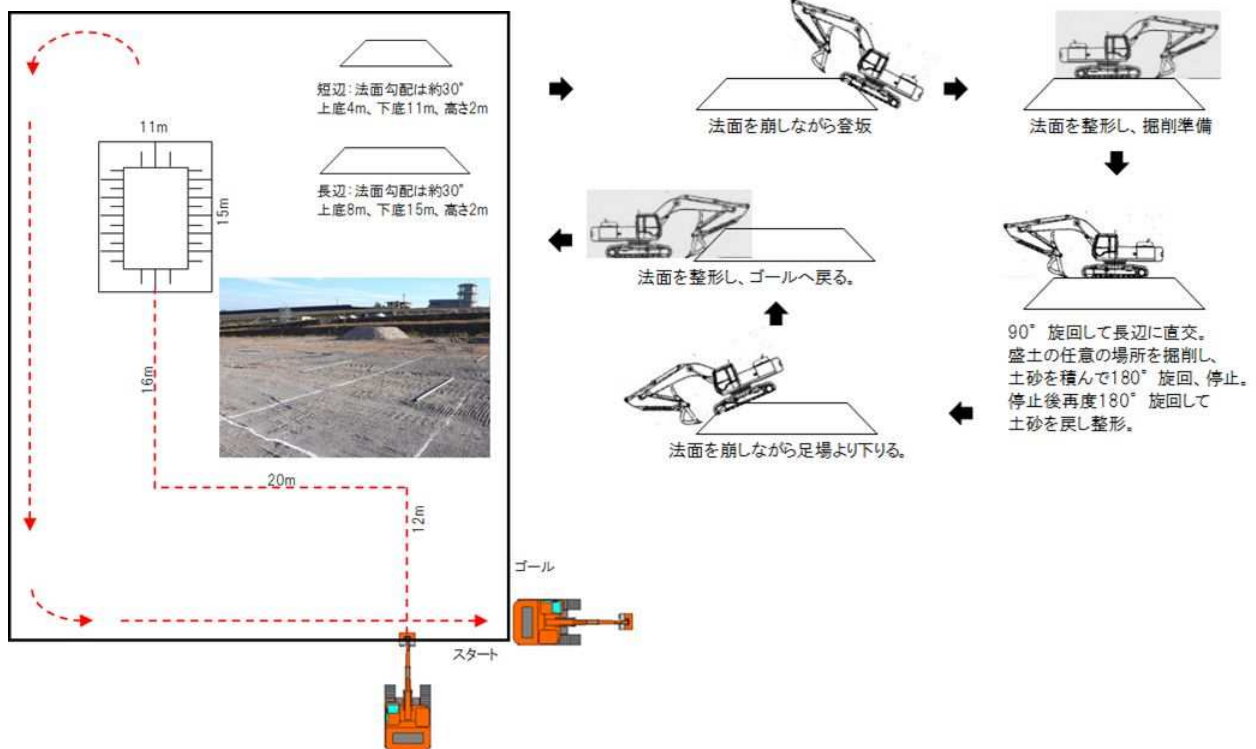 短辺：法面勾配は約30°
上底4m、下底11m、高さ2m
11m
15m
長辺：法面勾配は約30°
上底8m、下底15m、高さ2m
16m
20m
12m
ゴール
スタート
法面を崩しながら登坂
法面を整形し、掘削準備
90°旋回して長辺に直交。
盛土の任意の場所を掘削し、
土砂を積んで180°旋回、停止。
停止後再度180°旋回して
土砂を戻し整形。
法面を崩しながら足場より下りる。
法面を整形し、ゴールへ戻る。